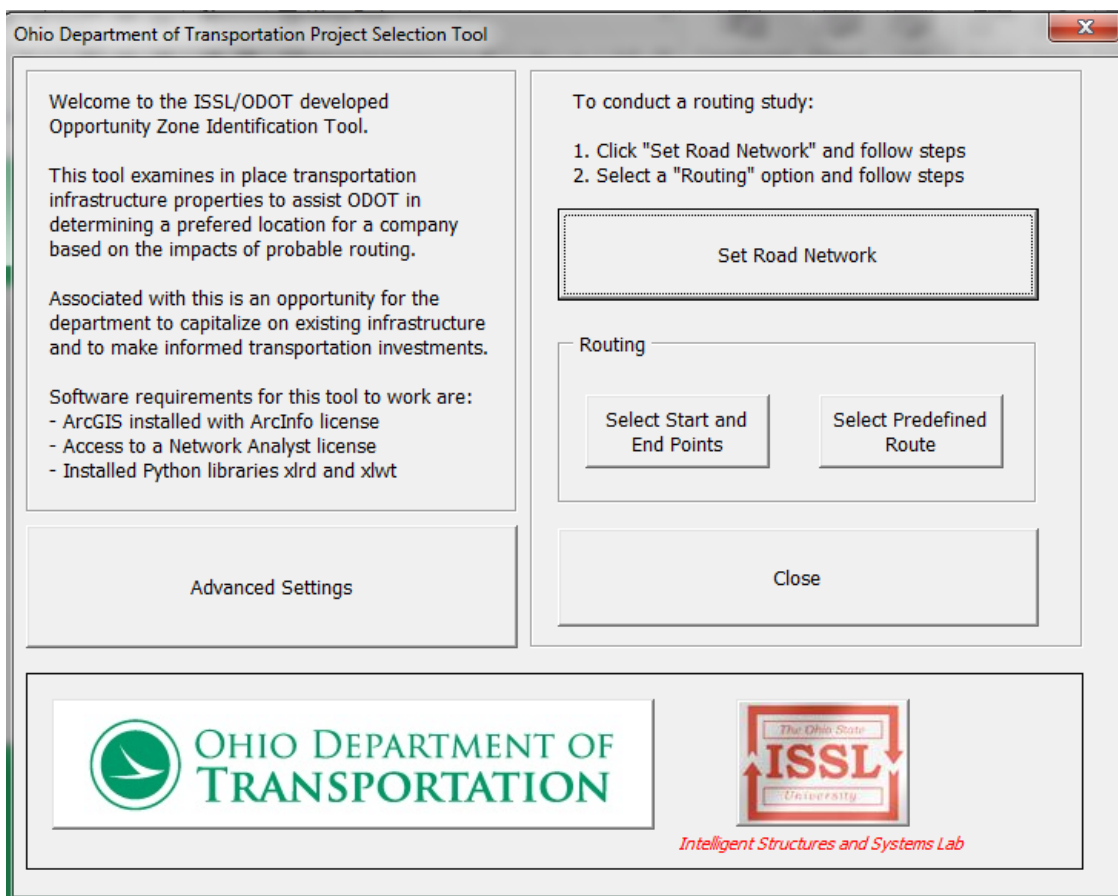 Ohio Department of Transportation Project Selection Tool
Welcome to the ISSL/ODOT developed
Opportunity Zone Identification Tool.
This tool examines in place transportation
infrastructure properties to assist ODOT in
determining a prefered location for a company
based on the impacts of probable routing.
Associated with this is an opportunity for the
department to capitalize on existing infrastructure
and to make informed transportation investments.
Software requirements for this tool to work are:
- ArcGIS installed with ArcInfo license
- Access to a Network Analyst license
- Installed Python libraries xlrd and xlwt
Advanced Settings
To conduct a routing study:
1. Click "Set Road Network" and follow steps
2. Select a "Routing" option and follow steps
Set Road Network
Routing
Select Start and
End Points
Select Predefined
Route
Close
OHIO DEPARTMENT OF
TRANSPORTATION
The Ohio State
ISSL
University
Intelligent Structures and Systems Lab